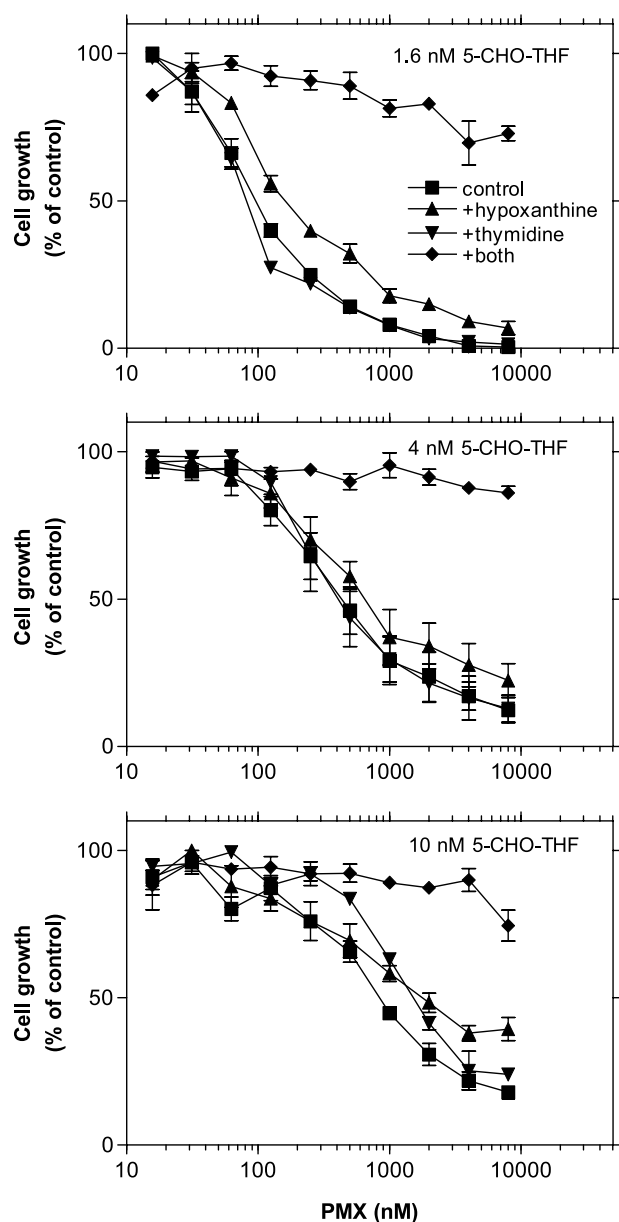 1.6 nM 5-CHO-THF
100
50
0
Cell growth
(% of control)
control
+hypoxanthine
+thymidine
+both
10
100
1000
10000
4 nM 5-CHO-THF
100
50
0
Cell growth
(% of control)
10
100
1000
10000
10 nM 5-CHO-THF
100
50
0
Cell growth
(% of control)
10
100
1000
10000
PMX (nM)